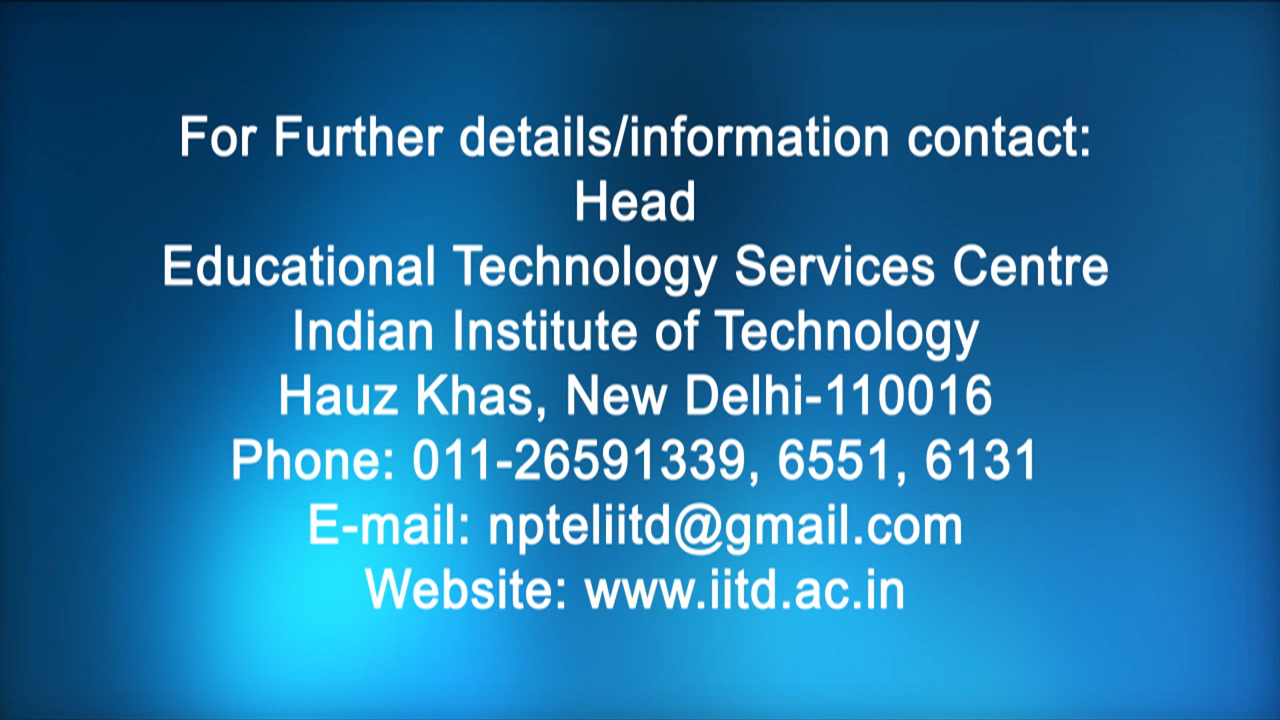 For Further details/information contact:
Head
Educational Technology Services Centre
Indian Institute of Technology
Hauz Khas, New Delhi-110016
Phone: 011-26591339, 6551, 6131
E-mail: npteliitd@gmail.com
Website: www.iitd.ac.in